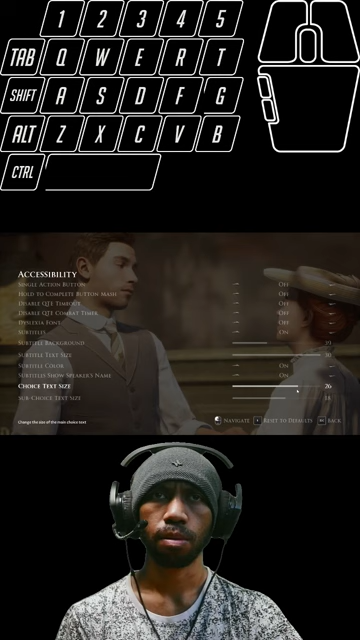 1 2 3 4 5
TAB Q W E R T
SHIFT A S D F G
ALT Z X C V B
CTRL
ACCESSIBILITY
SINGLE ACTION BUTTON OFF
HOLD TO COMPLETE BUTTON MASH OFF
DISABLE QTE TIMEOUT OFF
DISABLE QTE COMBAT TIMER OFF
DYSLEXIA FONT OFF
SUBTITLES ON
SUBTITLE BACKGROUND
SUBTITLE TEXT SIZE 30
SUBTITLE COLOR ON
SUBTITLES SHOW SPEAKER'S NAME ON
CHOICE TEXT SIZE 26
SUB-CHOICE TEXT SIZE 18
Change the size of the main choice text
NAVIGATE RESET TO DEFAULTS BACK